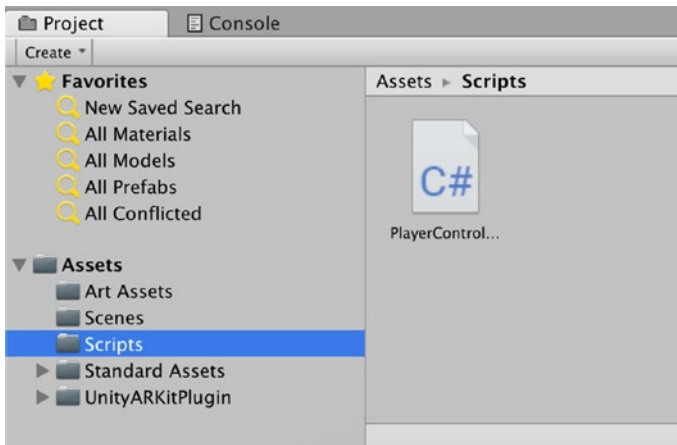 Project
Console
Create
Favorites
New Saved Search
All Materials
All Models
All Prefabs
All Conflicted
Assets
Art Assets
Scenes
Scripts
Standard Assets
UnityARKitPlugin
Assets ▸ Scripts
C#
PlayerControl...